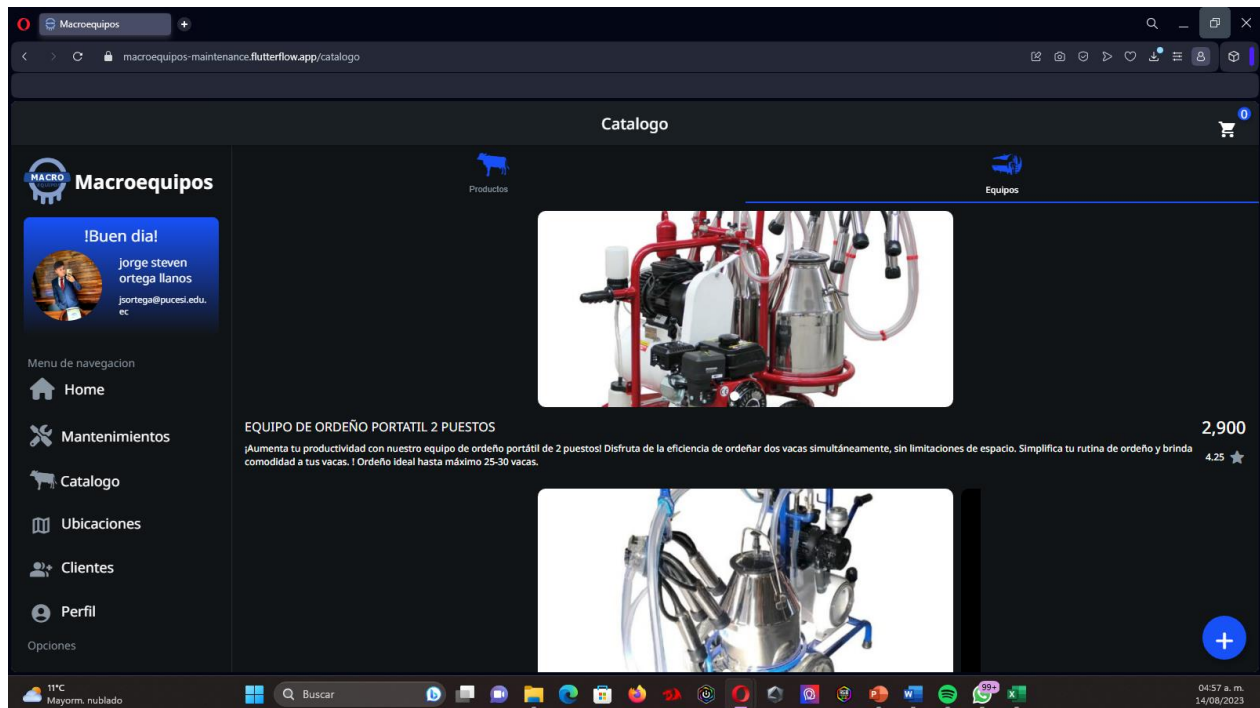 Macroequipos
macroequipos-maintenance.flutterflow.app/catalogo
Catalogo
0
MACRO
Macroequipos
Productos
Equipos
!Buen dia!
jorge steven
ortega llanos
jsortega@pucesi.edu.
ec
Menu de navegacion
Home
Mantenimientos
Catalogo
Ubicaciones
Clientes
Perfil
Opciones
EQUIPO DE ORDEÑO PORTATIL 2 PUESTOS
2,900
¡Aumenta tu productividad con nuestro equipo de ordeño portátil de 2 puestos! Disfruta de la eficiencia de ordeñar dos vacas simultáneamente, sin limitaciones de espacio. Simplifica tu rutina de ordeño y brinda
comodidad a tus vacas. ! Ordeño ideal hasta máximo 25-30 vacas.
4.25
11°C
Mayorm. nublado
Buscar
99+
04:57 a. m.
14/08/2023